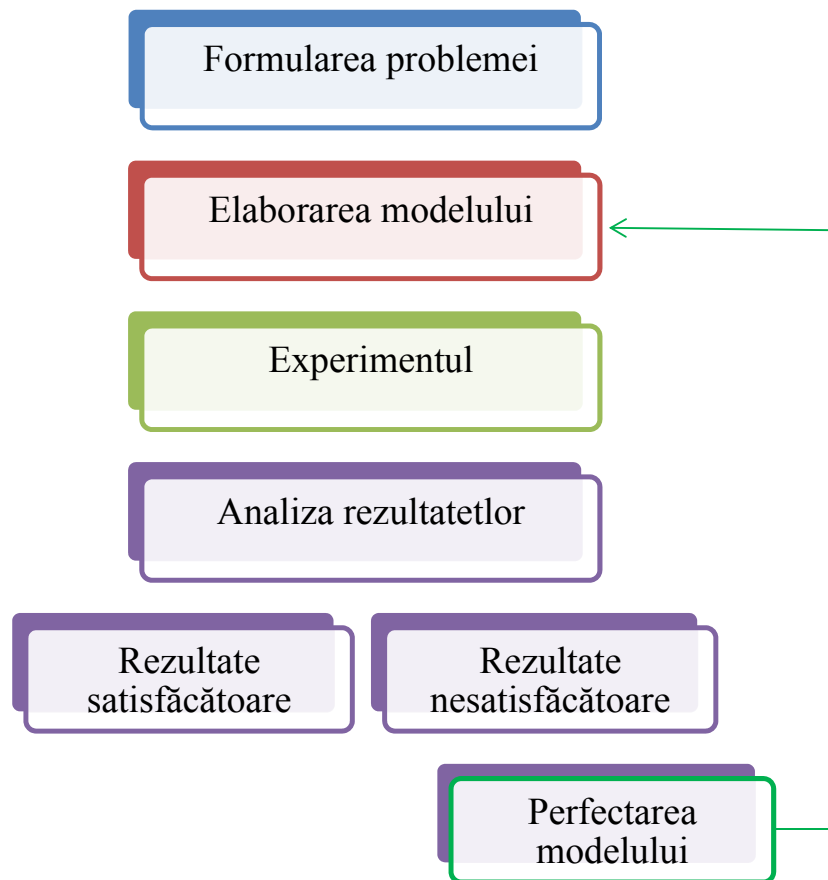 Formularea problemei
Elaborarea modelului
Experimentul
Analiza rezultatetlor
Rezultate
satisfăcătoare
Rezultate
nesatisfăcătoare
Perfectarea
modelului